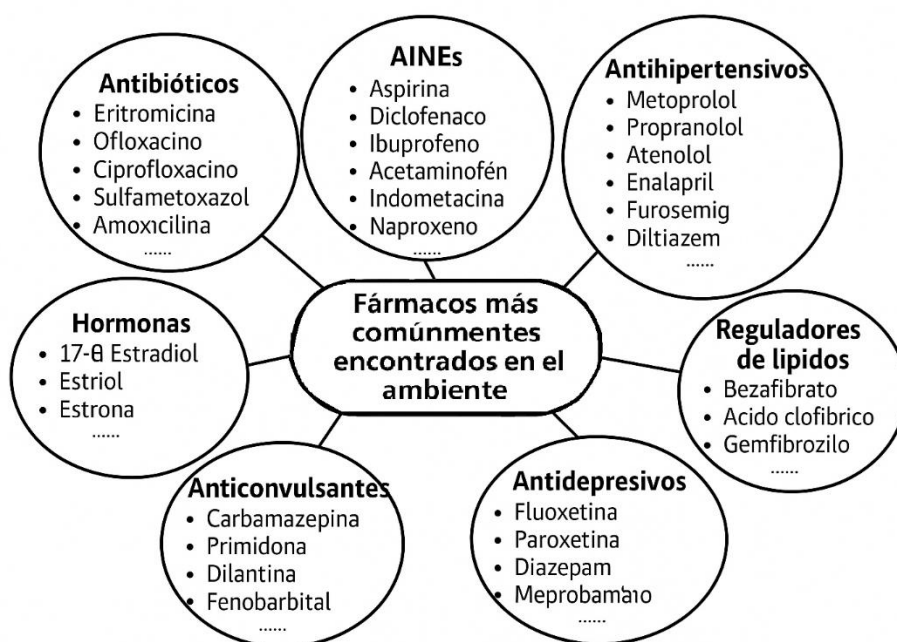 Antibióticos
• Eritromicina
• Ofloxacino
• Ciprofloxacino
• Sulfametoxazol
• Amoxicilina
......
AINEs
• Aspirina
• Diclofenaco
• Ibuprofeno
• Acetaminofén
• Indometacina
• Naproxeno
......
Antihipertensivos
• Metoprolol
• Propranolol
• Atenolol
• Enalapril
• Furosemig
• Diltiazem
......
Fármacos más
comúnmentes
encontrados en el
ambiente
Hormonas
• 17-θ Estradiol
• Estriol
• Estrona
......
Reguladores
de lipidos
• Bezafibrato
• Acido clofibrico
• Gemfibrozilo
......
Anticonvulsantes
• Carbamazepina
• Primidona
• Dilantina
• Fenobarbital
......
Antidepresivos
• Fluoxetina
• Paroxetina
• Diazepam
......